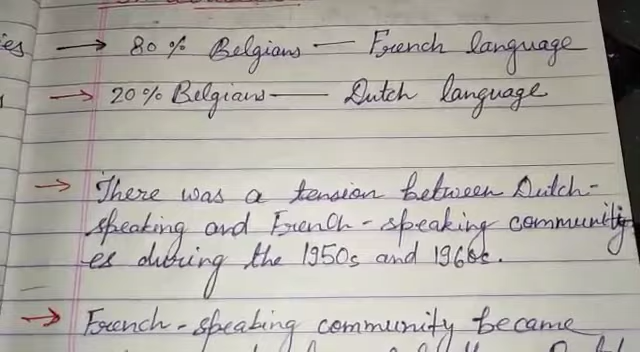 es → 80% Belgians — French language
→ 20% Belgians — Dutch language
→ There was a tension between Dutch-
speaking and French-speaking communiti
es during the 1950s and 1960s.
→ French-speaking community became